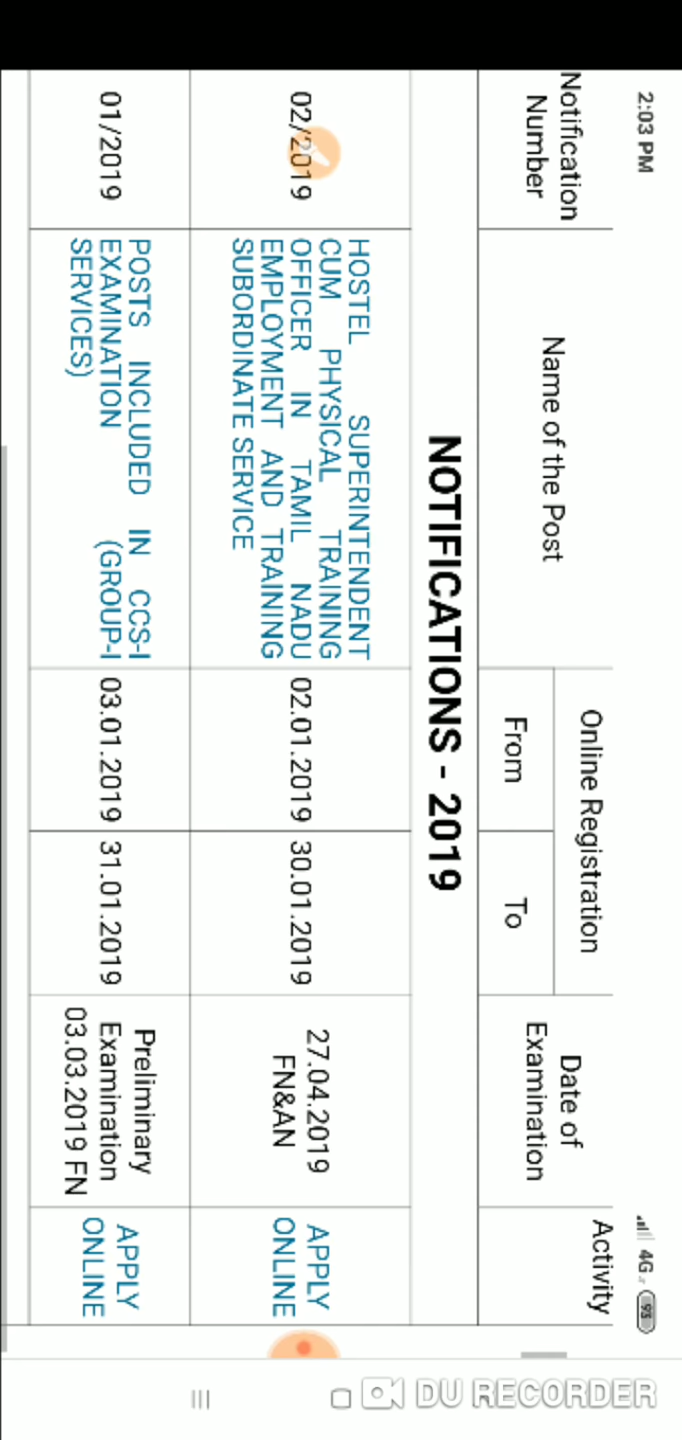 2:03 PM
4G
93
Notification
Number
Name of the Post
Online Registration
From
To
Date of
Examination
Activity
NOTIFICATIONS - 2019
02/2019
HOSTEL SUPERINTENDENT
CUM PHYSICAL TRAINING
OFFICER IN TAMIL NADU
EMPLOYMENT AND TRAINING
SUBORDINATE SERVICE
02.01.2019
30.01.2019
27.04.2019
FN&AN
APPLY
ONLINE
01/2019
POSTS INCLUDED IN CCS-I
EXAMINATION (GROUP-I
SERVICES)
03.01.2019
31.01.2019
Preliminary
Examination
03.03.2019 FN
APPLY
ONLINE
DU RECORDER